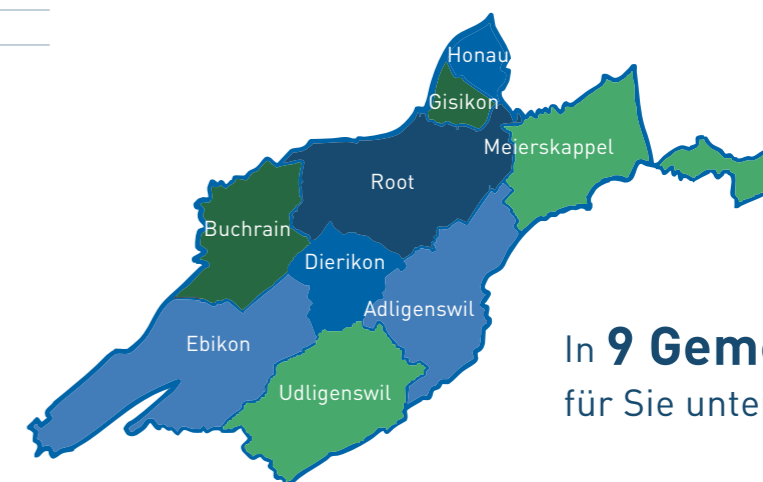 Honau
Gisikon
Meierskappel
Root
Buchrain
Dierikon
Adligenswil
Ebikon
Udligenswil
In 9 Geme
für Sie unte